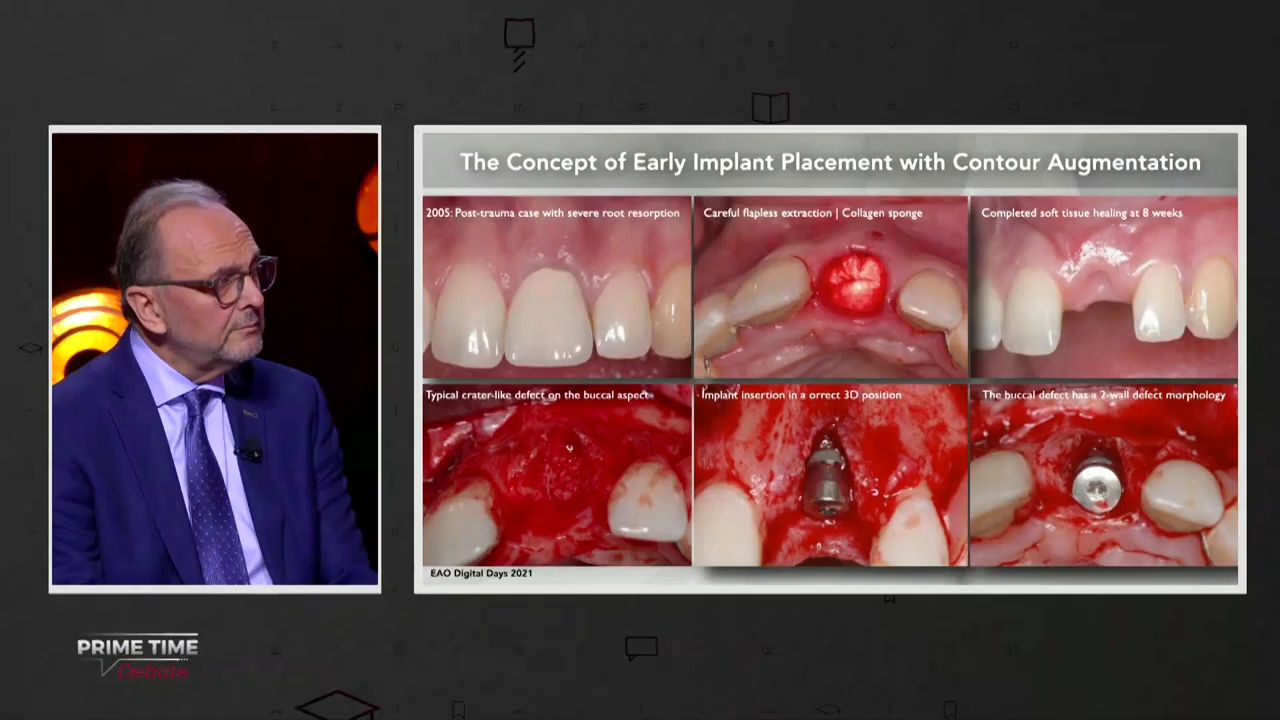 The Concept of Early Implant Placement with Contour Augmentation
2005: Post-trauma case with severe root resorption
Careful flapless extraction | Collagen sponge
Completed soft tissue healing at 8 weeks
Typical crater-like defect on the buccal aspect
Implant insertion in a orrect 3D position
The buccal defect has a 2-wall defect morphology
EAO Digital Days 2021
PRIME TIME
Debate